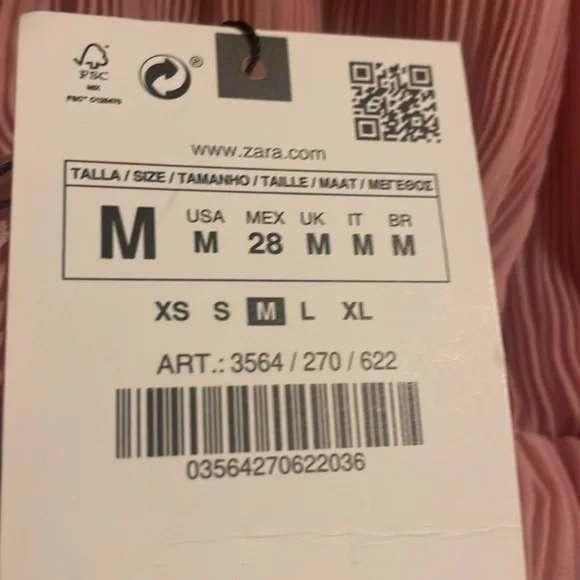 FSC
MIX
®
www.zara.com
TALLA / SIZE / TAMANHO / TAILLE / MAAT / ΜΕΓΕΘΟΣ
M
USA MEX UK IT BR
M 28 M M M
XS S M L XL
ART.: 3564 / 270 / 622
03564270622036